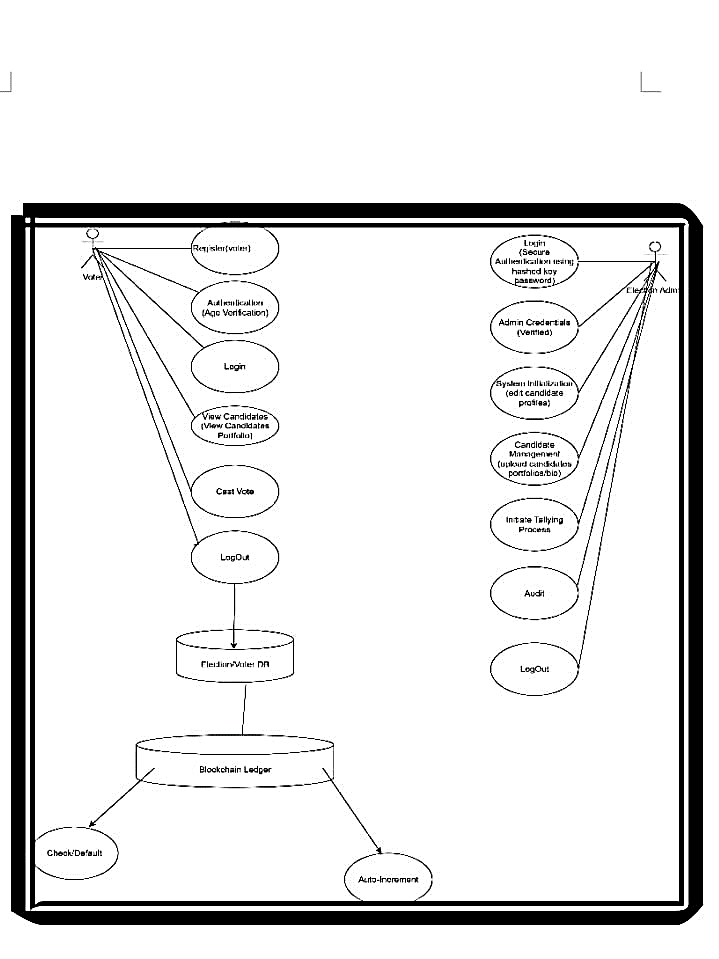 Voter
Register(voter)
Authentication
(Age Verification)
Login
View Candidates
(View Candidates
Portfolio)
Cast Vote
LogOut
Election/Voter DB
Blockchain Ledger
Check/Default
Auto-Increment
Login
(Secure
Authentication using
hashed key
password)
Election Admi
Admin Credentials
(Verified)
System Initialization
(edit candidate
profiles)
Candidate
Management
(upload candidates
portfolios/bio)
Initiate Tallying
Process
Audit
LogOut